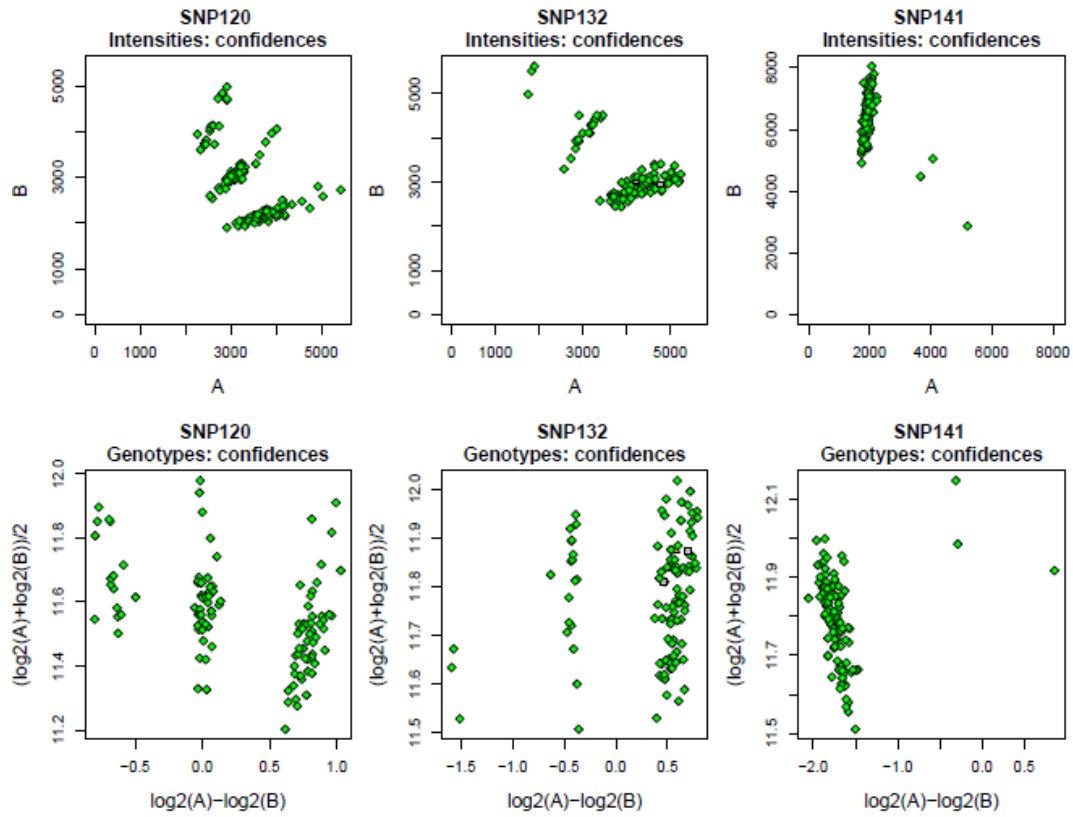 SNP120
Intensities: confidences
B
0 1000 2000 3000 5000
0 1000 3000 5000
A
SNP132
Intensities: confidences
B
0 1000 3000 5000
0 1000 3000 5000
A
SNP141
Intensities: confidences
B
0 2000 4000 6000 8000
0 2000 4000 6000 8000
A
SNP120
Genotypes: confidences
(log2(A)+log2(B))/2
11.2 11.4 11.6 11.8 12.0
−0.5 0.0 0.5 1.0
log2(A)−log2(B)
SNP132
Genotypes: confidences
(log2(A)+log2(B))/2
11.5 11.6 11.7 11.8 11.9 12.0
−1.5 −1.0 −0.5 0.0 0.5
log2(A)−log2(B)
SNP141
Genotypes: confidences
(log2(A)+log2(B))/2
11.5 11.7 11.9 12.1
−2.0 −1.0 0.0 0.5
log2(A)−log2(B)